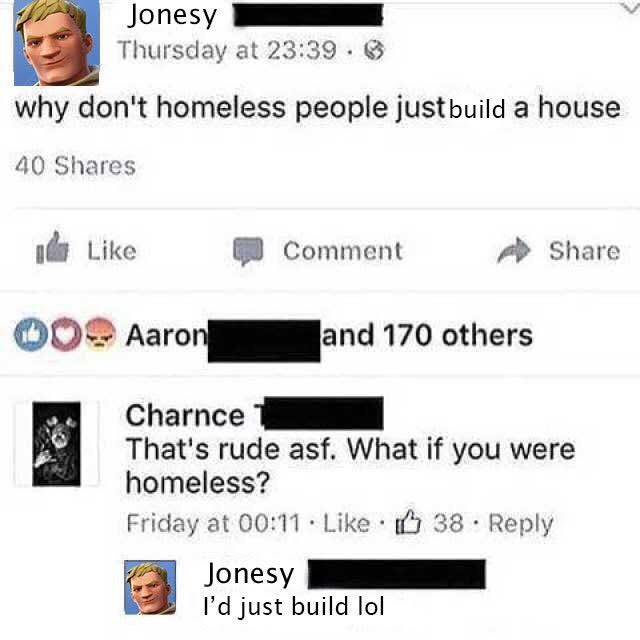 Jonesy
Thursday at 23:39 ·
why don't homeless people just build a house
40 Shares
Like Comment Share
Aaron and 170 others
Charnce
That's rude asf. What if you were
homeless?
Friday at 00:11 · Like · 38 · Reply
Jonesy
I'd just build lol